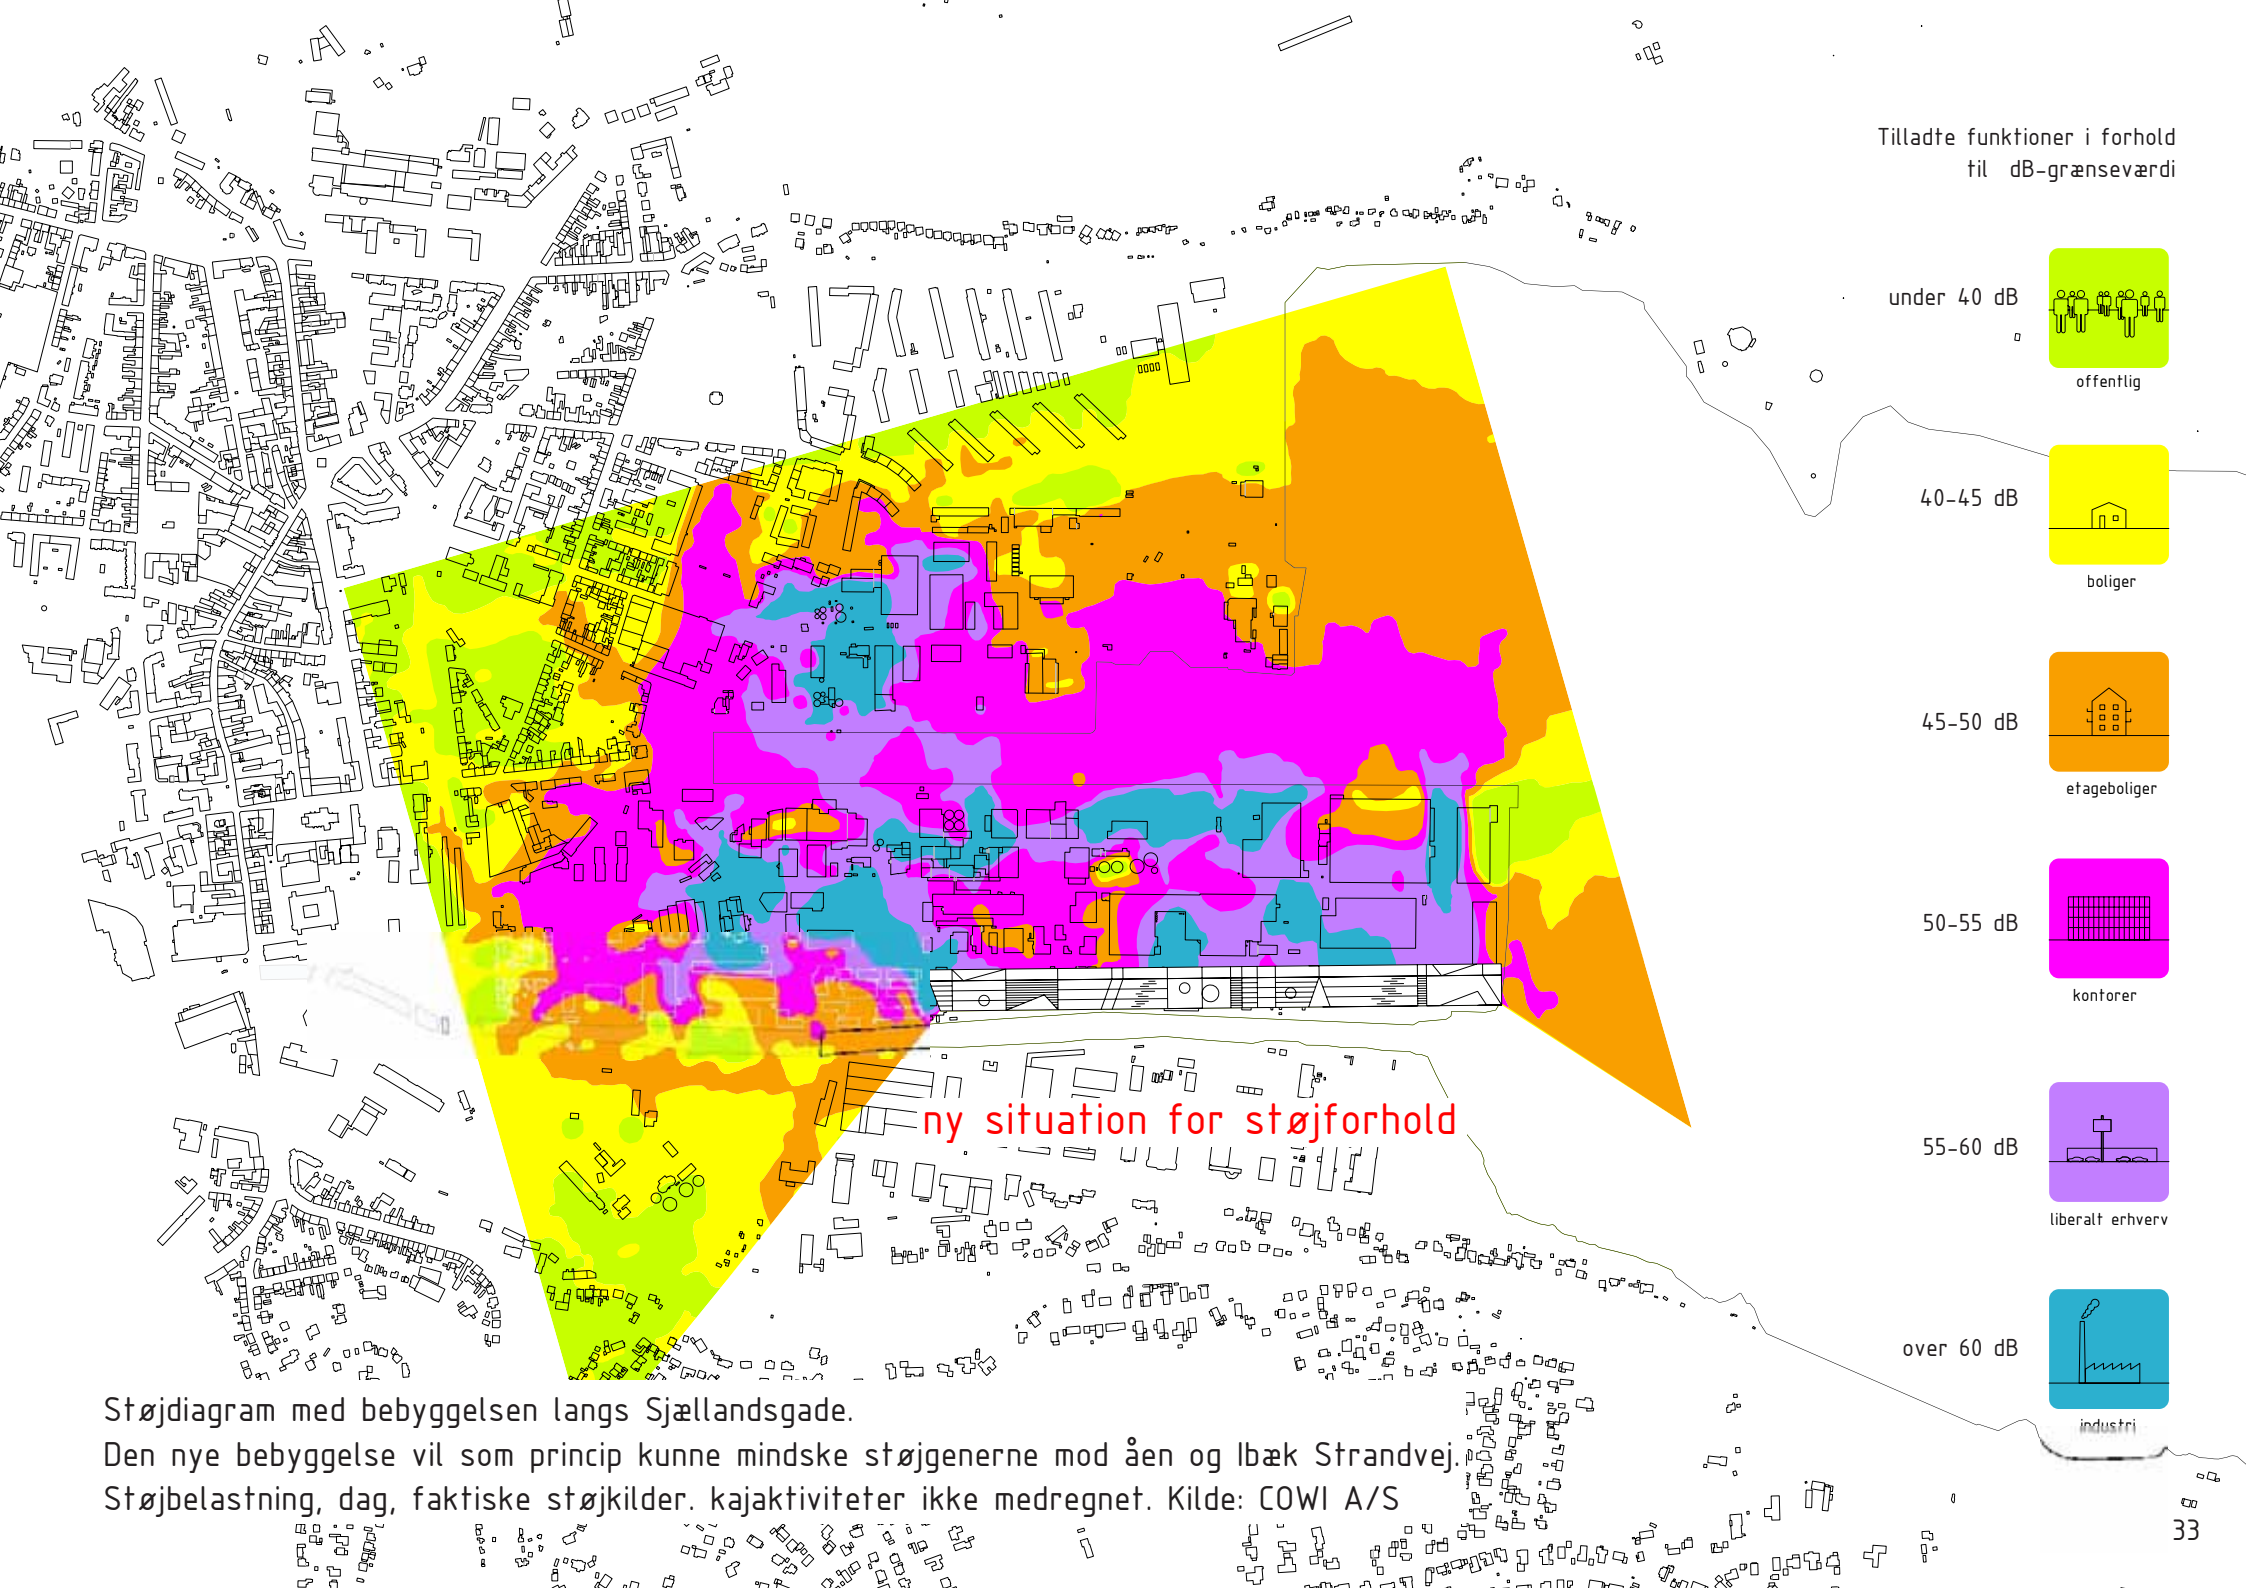 Tilladte funktioner i forhold
til dB-grænseværdi
under 40 dB
offentlig
40-45 dB
boliger
45-50 dB
etageboliger
50-55 dB
kontorer
55-60 dB
liberalt erhverv
over 60 dB
industri
ny situation for støjforhold
Støjdiagram med bebyggelsen langs Sjællandsgade.
Den nye bebyggelse vil som princip kunne mindske støjgenerne mod åen og Ibæk Strandvej.
Støjbelastning, dag, faktiske støjkilder. kajaktiviteter ikke medregnet. Kilde: COWI A/S
33